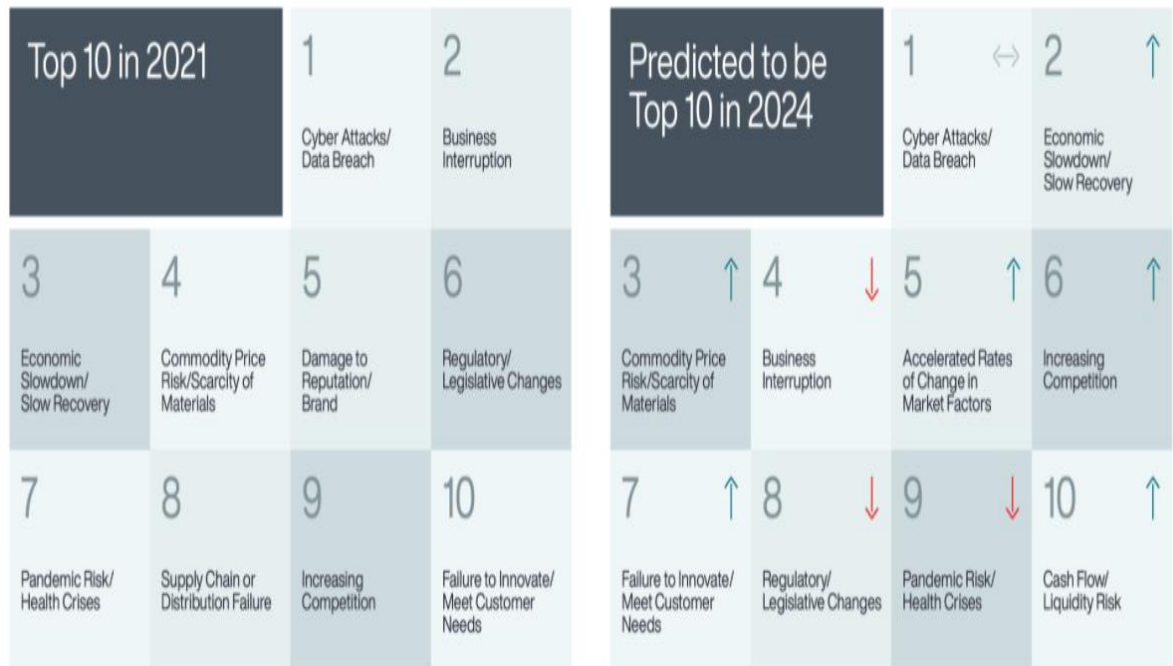 Top 10 in 2021
1
Cyber Attacks/
Data Breach
2
Business
Interruption
3
Economic
Slowdown/
Slow Recovery
4
Commodity Price
Risk/Scarcity of
Materials
5
Damage to
Reputation/
Brand
6
Regulatory/
Legislative Changes
7
Pandemic Risk/
Health Crises
8
Supply Chain or
Distribution Failure
9
Increasing
Competition
10
Failure to Innovate/
Meet Customer
Needs
Predicted to be
Top 10 in 2024
1
Cyber Attacks/
Data Breach
2
Economic
Slowdown/
Slow Recovery
3
Commodity Price
Risk/Scarcity of
Materials
4
Business
Interruption
5
Accelerated Rates
of Change in
Market Factors
6
Increasing
Competition
7
Failure to Innovate/
Meet Customer
Needs
8
Regulatory/
Legislative Changes
9
Pandemic Risk/
Health Crises
10
Cash Flow/
Liquidity Risk